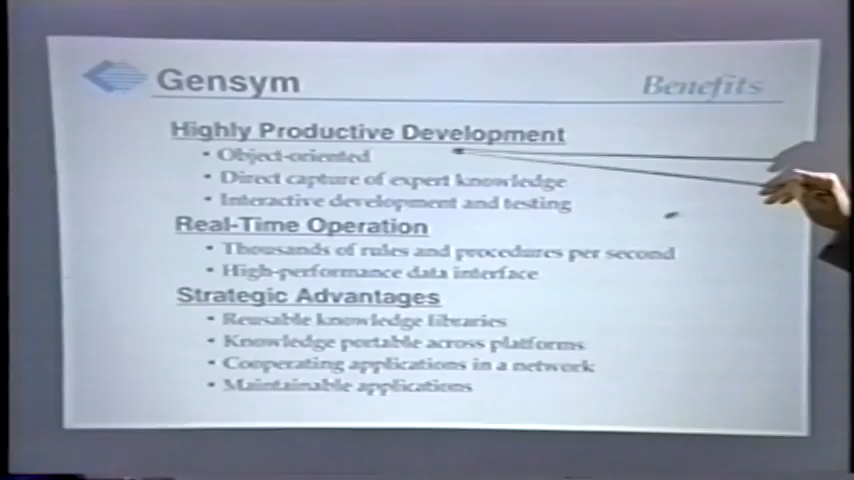 Gensym
Benefits
Highly Productive Development
• Object-oriented
• Direct capture of expert knowledge
• Interactive development and testing
Real-Time Operation
• Thousands of rules and procedures per second
• High-performance data interface
Strategic Advantages
• Reusable knowledge libraries
• Knowledge portable across platforms
• Cooperating applications in a network
• Maintainable applications